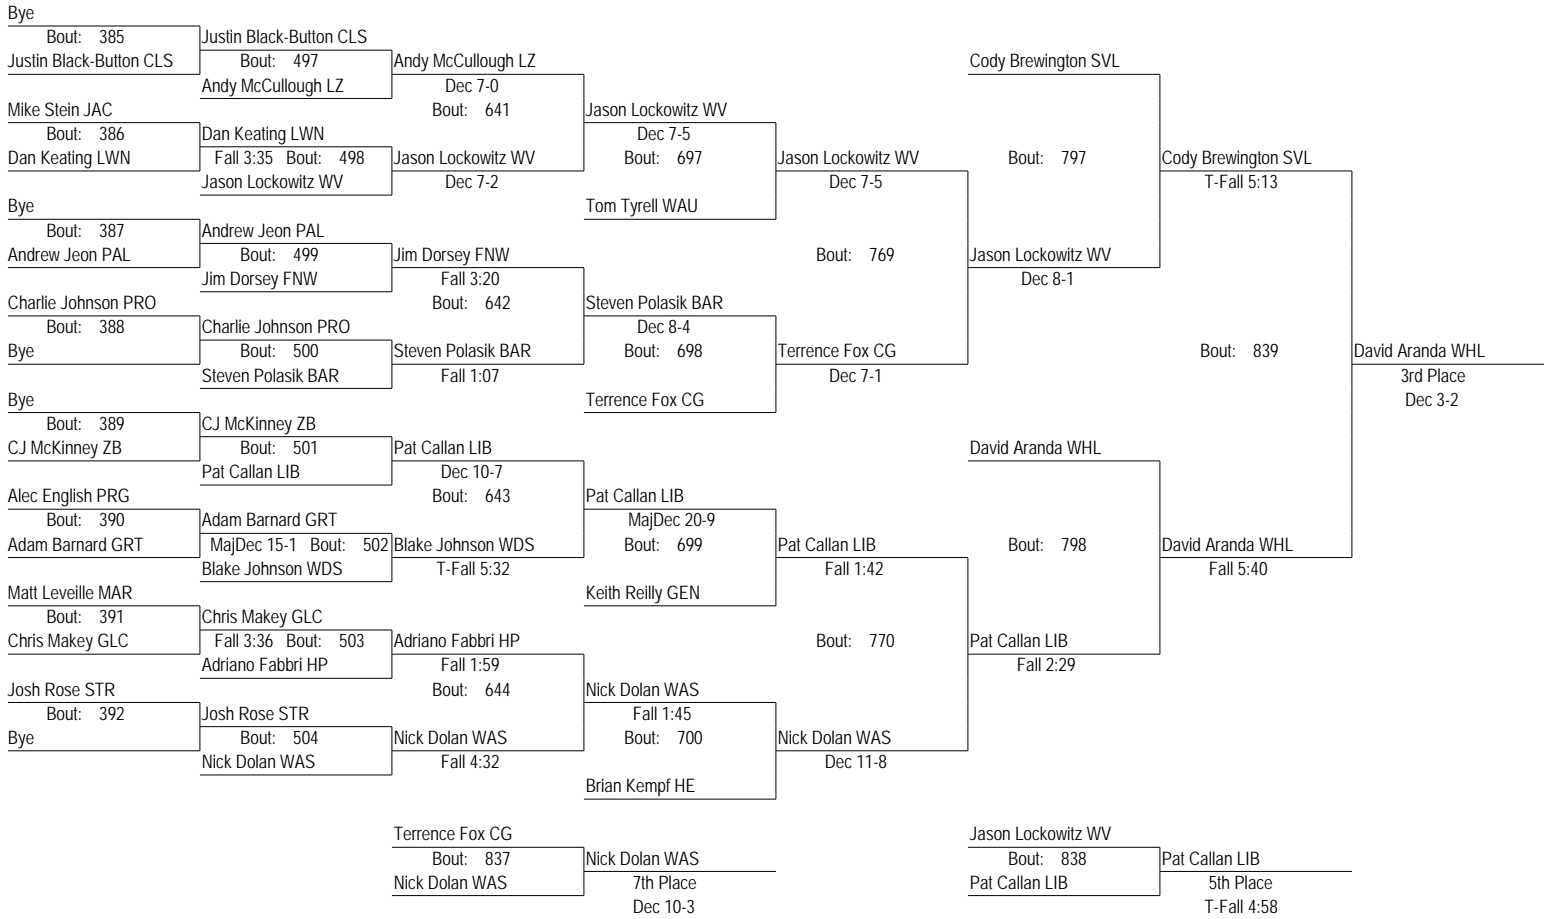 Bye
Bout: 385 Justin Black-Button CLS
Justin Black-Button CLS Bout: 497 Andy McCullough LZ Cody Brewington SVL
Andy McCullough LZ Dec 7-0
Mike Stein JAC Bout: 641 Jason Lockowitz WV
Bout: 386 Dan Keating LWN Dec 7-5
Dan Keating LWN Fall 3:35 Bout: 498 Jason Lockowitz WV Bout: 697 Jason Lockowitz WV Bout: 797 Cody Brewington SVL
Jason Lockowitz WV Dec 7-2 Dec 7-5 T-Fall 5:13
Bye Tom Tyrell WAU
Bout: 387 Andrew Jeon PAL
Andrew Jeon PAL Bout: 499 Jim Dorsey FNW Bout: 769 Jason Lockowitz WV
Jim Dorsey FNW Fall 3:20 Dec 8-1
Charlie Johnson PRO Bout: 642 Steven Polasik BAR
Bout: 388 Charlie Johnson PRO Dec 8-4
Bye Bout: 500 Steven Polasik BAR Bout: 698 Terrence Fox CG Bout: 839 David Aranda WHL
Steven Polasik BAR Fall 1:07 Dec 7-1 3rd Place
Bye Terrence Fox CG Dec 3-2
Bout: 389 CJ McKinney ZB
CJ McKinney ZB Bout: 501 Pat Callan LIB David Aranda WHL
Pat Callan LIB Dec 10-7
Alec English PRG Bout: 643 Pat Callan LIB
Bout: 390 Adam Barnard GRT MajDec 20-9
Adam Barnard GRT MajDec 15-1 Bout: 502 Blake Johnson WDS Bout: 699 Pat Callan LIB Bout: 798 David Aranda WHL
Blake Johnson WDS T-Fall 5:32 Fall 1:42 Fall 5:40
Matt Leveille MAR Keith Reilly GEN
Bout: 391 Chris Makey GLC
Chris Makey GLC Fall 3:36 Bout: 503 Adriano Fabbri HP Bout: 770 Pat Callan LIB
Adriano Fabbri HP Fall 1:59 Fall 2:29
Josh Rose STR Bout: 644 Nick Dolan WAS
Bout: 392 Josh Rose STR Fall 1:45
Bye Bout: 504 Nick Dolan WAS Bout: 700 Nick Dolan WAS
Nick Dolan WAS Fall 4:32 Dec 11-8
Brian Kempf HE
Terrence Fox CG Jason Lockowitz WV
Bout: 837 Nick Dolan WAS Bout: 838 Pat Callan LIB
Nick Dolan WAS 7th Place Pat Callan LIB 5th Place
Dec 10-3 T-Fall 4:58